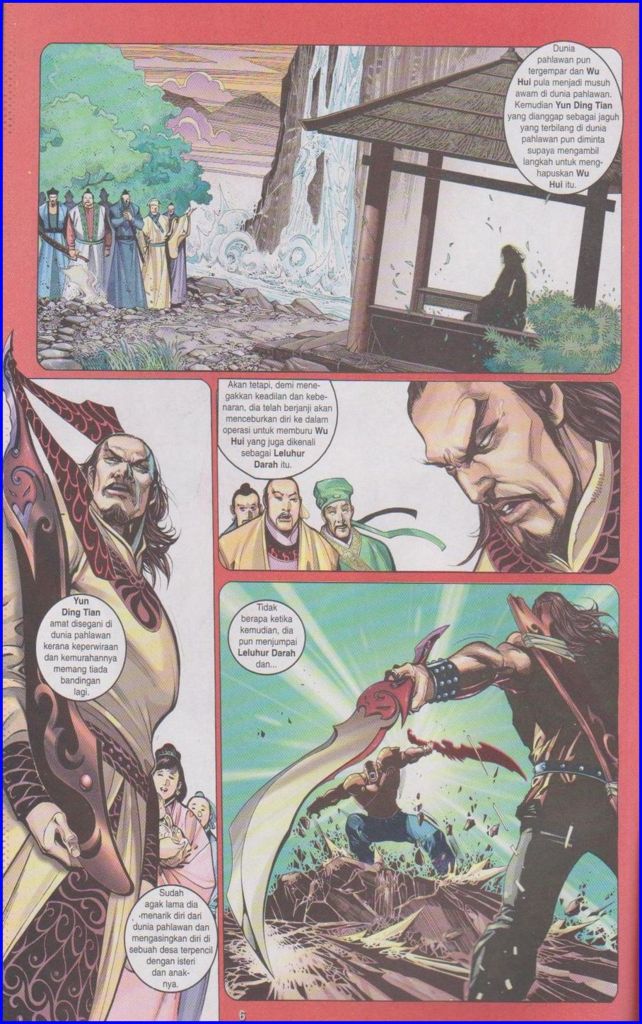 Dunia
pahlawan pun
tergempar dan Wu
Hui pula menjadi musuh
awam di dunia pahlawan.
Kemudian Yun Ding Tian
yang dianggap sebagai jaguh
yang terbilang di dunia
pahlawan pun diminta
supaya mengambil
langkah untuk meng-
hapuskan Wu
Hui itu.
Akan tetapi, demi mene-
gakkan keadilan dan kebe-
naran, dia telah berjanji akan
menceburkan diri ke dalam
operasi untuk memburu Wu
Hui yang juga dikenali
sebagai Leluhur
Darah itu.
Yun
Ding Tian
amat disegani di
dunia pahlawan
kerana keperwiraan
dan kemurahannya
memang tiada
bandingan
lagi.
Sudah
agak lama dia
menarik diri dari
dunia pahlawan dan
mengasingkan diri di
sebuah desa terpencil
dengan isteri
dan anak-
nya.
Tidak
berapa ketika
kemudian, dia
pun menjumpai
Leluhur Darah
dan...
6